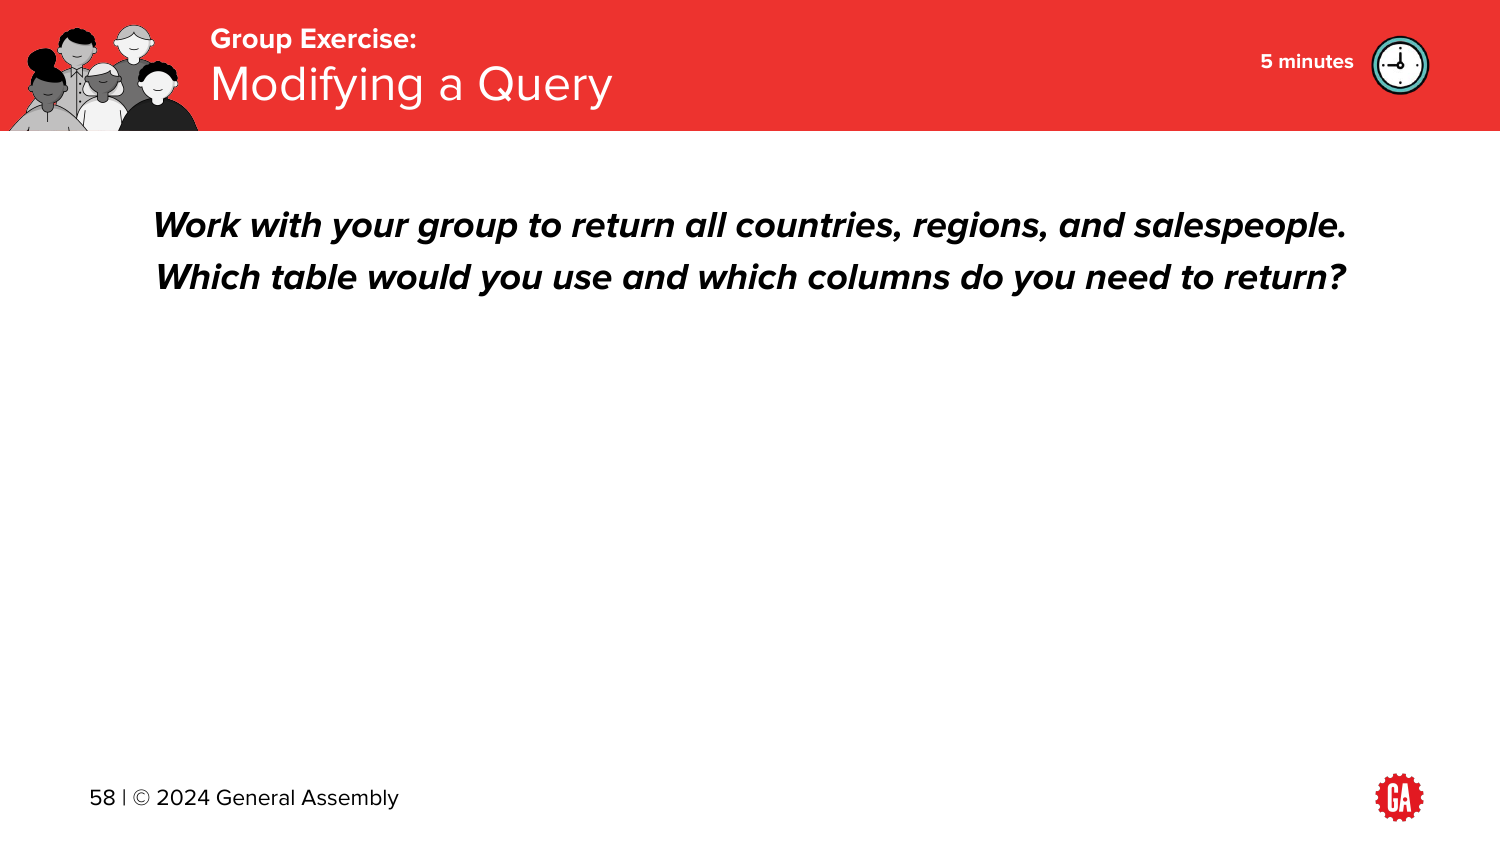 Group Exercise:
Modifying a Query
5 minutes
Work with your group to return all countries, regions, and salespeople.
Which table would you use and which columns do you need to return?
58 | © 2024 General Assembly
GA